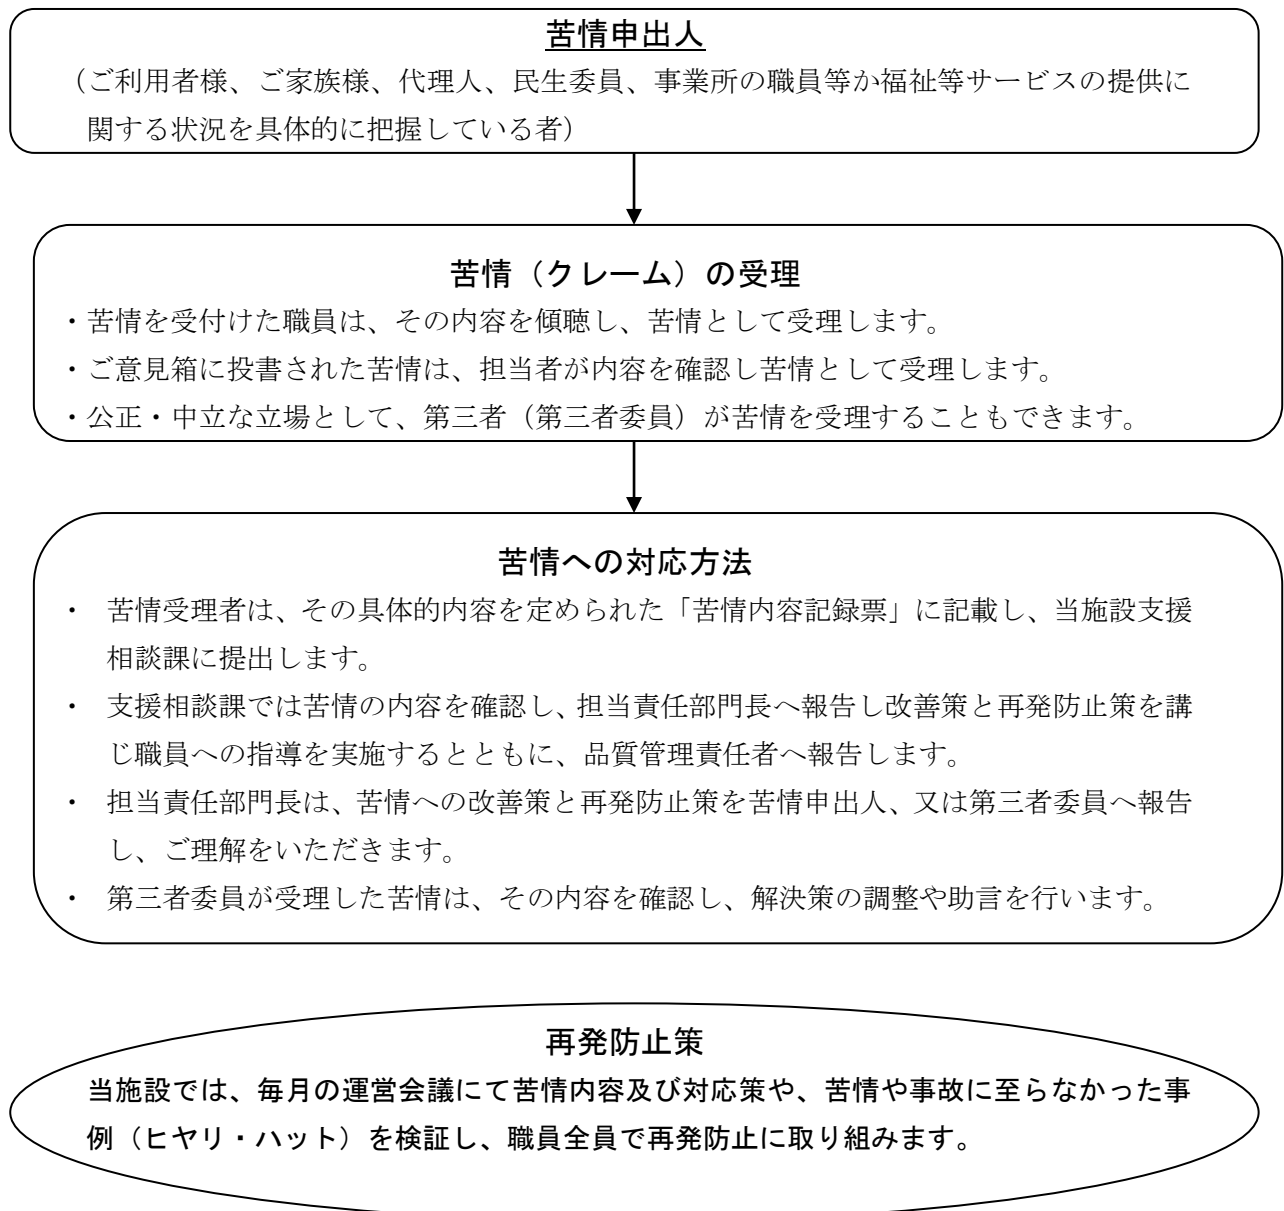 苦情申出人
（ご利用者様、ご家族様、代理人、民生委員、事業所の職員等か福祉等サービスの提供に
関する状況を具体的に把握している者）
苦情（クレーム）の受理
・苦情を受付けた職員は、その内容を傾聴し、苦情として受理します。
・ご意見箱に投書された苦情は、担当者が内容を確認し苦情として受理します。
・公正・中立な立場として、第三者（第三者委員）が苦情を受理することもできます。
苦情への対応方法
・ 苦情受理者は、その具体的内容を定められた「苦情内容記録票」に記載し、当施設支援
相談課に提出します。
・ 支援相談課では苦情の内容を確認し、担当責任部門長へ報告し改善策と再発防止策を講
じ職員への指導を実施するとともに、品質管理責任者へ報告します。
・ 担当責任部門長は、苦情への改善策と再発防止策を苦情申出人、又は第三者委員へ報告
し、ご理解をいただきます。
・ 第三者委員が受理した苦情は、その内容を確認し、解決策の調整や助言を行います。
再発防止策
当施設では、毎月の運営会議にて苦情内容及び対応策や、苦情や事故に至らなかった事
例（ヒヤリ・ハット）を検証し、職員全員で再発防止に取り組みます。